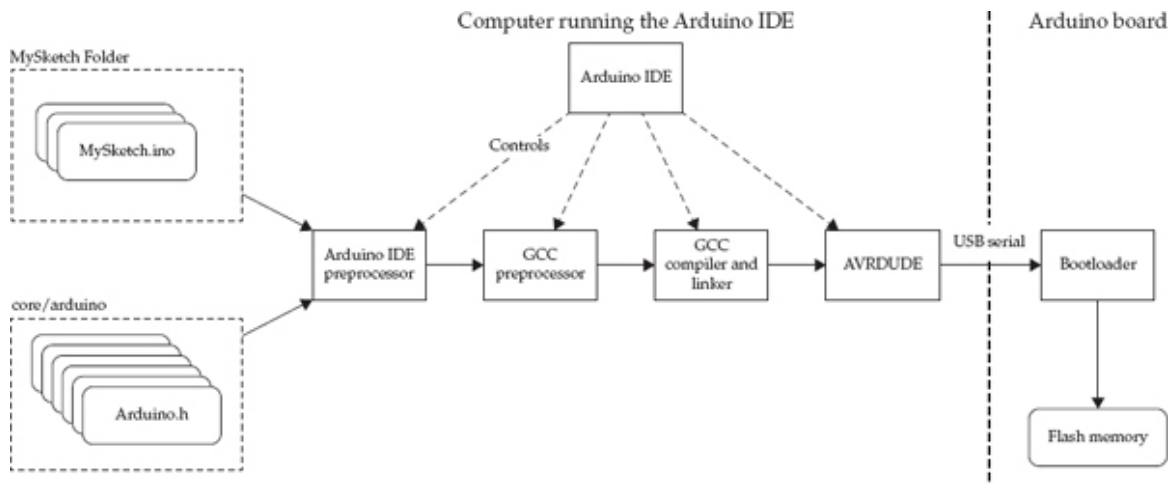 Computer running the Arduino IDE
Arduino board
MySketch Folder
Arduino IDE
MySketch.ino
Controls
Arduino IDE
preprocessor
GCC
preprocessor
GCC
compiler and
linker
AVRDUDE
USB serial
Bootloader
core/arduino
Arduino.h
Flash memory